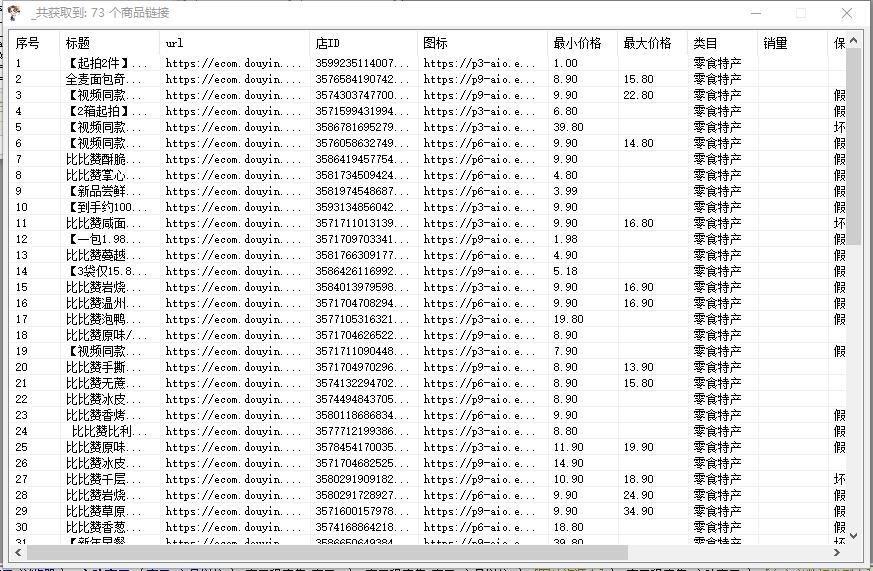 _共获取到: 73 个商品链接
序号 标题 url 店ID 图标 最小价格 最大价格 类目 销量 保
1 【起拍2件】... https://ecom.douyin.... 3599235114007... https://p3-aio.e... 1.00 零食特产
2 全麦面包奇... https://ecom.douyin.... 3576584190742... https://p9-aio.e... 8.90 15.80 零食特产
3 【视频同款... https://ecom.douyin.... 3574303747700... https://p9-aio.e... 9.90 22.80 零食特产 假
4 【2箱起拍】... https://ecom.douyin.... 3571599431994... https://p3-aio.e... 6.80 零食特产 假
5 【视频同款... https://ecom.douyin.... 3586781695279... https://p3-aio.e... 39.80 零食特产 坏
6 【视频同款... https://ecom.douyin.... 3576058632749... https://p6-aio.e... 9.90 14.80 零食特产 假
7 比比赞酥脆... https://ecom.douyin.... 3586419457754... https://p3-aio.e... 9.90 零食特产 假
8 比比赞掌心... https://ecom.douyin.... 3581734509424... https://p6-aio.e... 4.80 零食特产 假
9 【新品尝鲜... https://ecom.douyin.... 3581974548687... https://p9-aio.e... 3.99 零食特产 假
10 【到手约100... https://ecom.douyin.... 3593134856042... https://p3-aio.e... 9.90 零食特产 假
11 比比赞咸面... https://ecom.douyin.... 3571711013139... https://p3-aio.e... 9.90 16.80 零食特产 坏
12 【一包1.98... https://ecom.douyin.... 3571709703341... https://p6-aio.e... 1.98 零食特产 假
13 比比赞蔓越... https://ecom.douyin.... 3581766309177... https://p6-aio.e... 4.90 零食特产 假
14 【3袋仅15.8... https://ecom.douyin.... 3586426116992... https://p9-aio.e... 5.18 零食特产 假
15 比比赞岩烧... https://ecom.douyin.... 3584013979598... https://p3-aio.e... 9.90 16.90 零食特产 假
16 比比赞温州... https://ecom.douyin.... 3571704708294... https://p6-aio.e... 9.90 16.90 零食特产 假
17 比比赞泡鸭... https://ecom.douyin.... 3577105316321... https://p3-aio.e... 19.80 零食特产 假
18 比比赞原味/... https://ecom.douyin.... 3571704626522... https://p9-aio.e... 8.90 零食特产
19 【视频同款... https://ecom.douyin.... 3571711090448... https://p3-aio.e... 7.90 零食特产 假
20 比比赞手撕... https://ecom.douyin.... 3571704970296... https://p9-aio.e... 8.90 13.90 零食特产
21 比比赞无蔗... https://ecom.douyin.... 3574132294702... https://p6-aio.e... 8.90 15.80 零食特产
22 比比赞冰皮... https://ecom.douyin.... 3574494843705... https://p9-aio.e... 8.90 零食特产
23 比比赞香烤... https://ecom.douyin.... 3580118686834... https://p6-aio.e... 9.90 零食特产 假
24 比比赞比利... https://ecom.douyin.... 3577712199386... https://p3-aio.e... 8.80 零食特产 假
25 比比赞原味... https://ecom.douyin.... 3578454170035... https://p3-aio.e... 11.90 19.90 零食特产 假
26 比比赞冰皮... https://ecom.douyin.... 3571704682525... https://p9-aio.e... 14.90 零食特产
27 比比赞千层... https://ecom.douyin.... 3580291909182... https://p9-aio.e... 10.90 18.90 零食特产 坏
28 比比赞岩烧... https://ecom.douyin.... 3580291728927... https://p6-aio.e... 9.90 24.90 零食特产 假
29 比比赞草原... https://ecom.douyin.... 3571600157978... https://p9-aio.e... 9.90 34.90 零食特产 假
30 比比赞香葱... https://ecom.douyin.... 3574168864218... https://p3-aio.e... 18.80 零食特产 假
31 【新年早餐... https://ecom.douyin.... 3586650649384... https://p3-aio.e... 39.80 零食特产